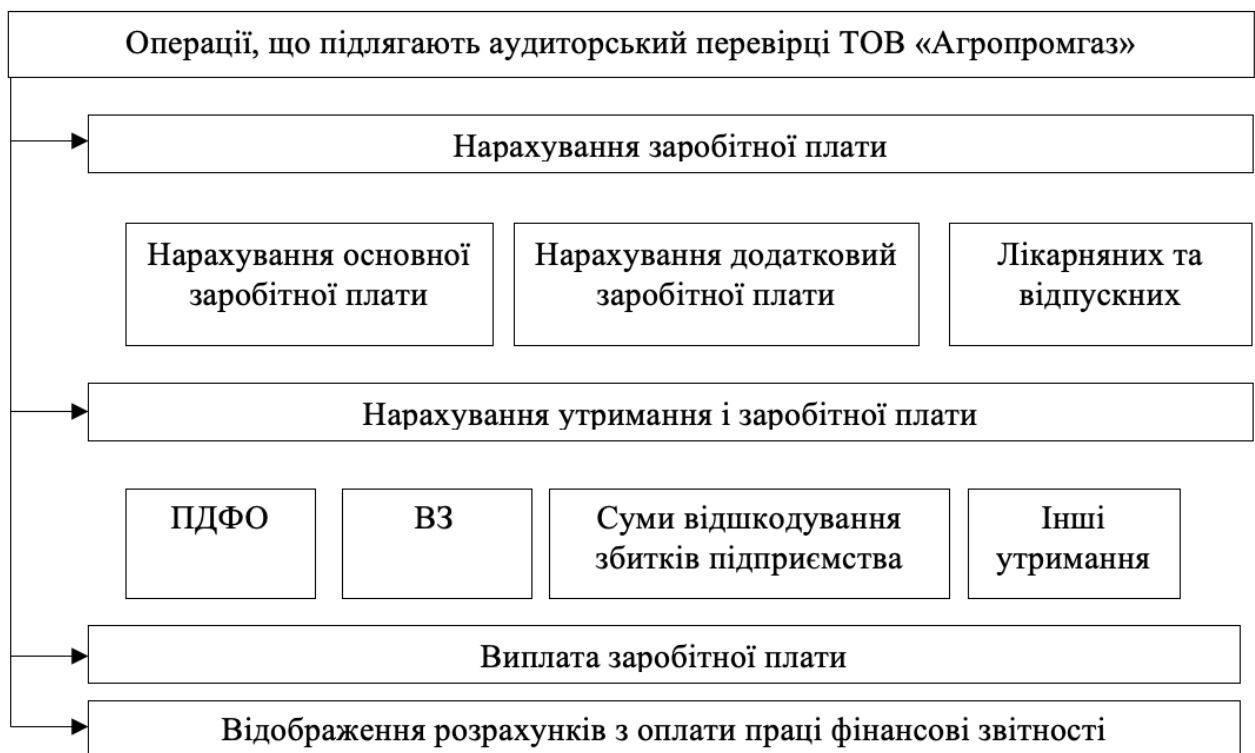 Операції, що підлягають аудиторський перевірці ТОВ «Агропромгаз»
Нарахування заробітної плати
Нарахування основної
заробітної плати
Нарахування додатковий
заробітної плати
Лікарняних та
відпускних
Нарахування утримання і заробітної плати
ПДФО
ВЗ
Суми відшкодування
збитків підприємства
Інші
утримання
Виплата заробітної плати
Відображення розрахунків з оплати праці фінансові звітності